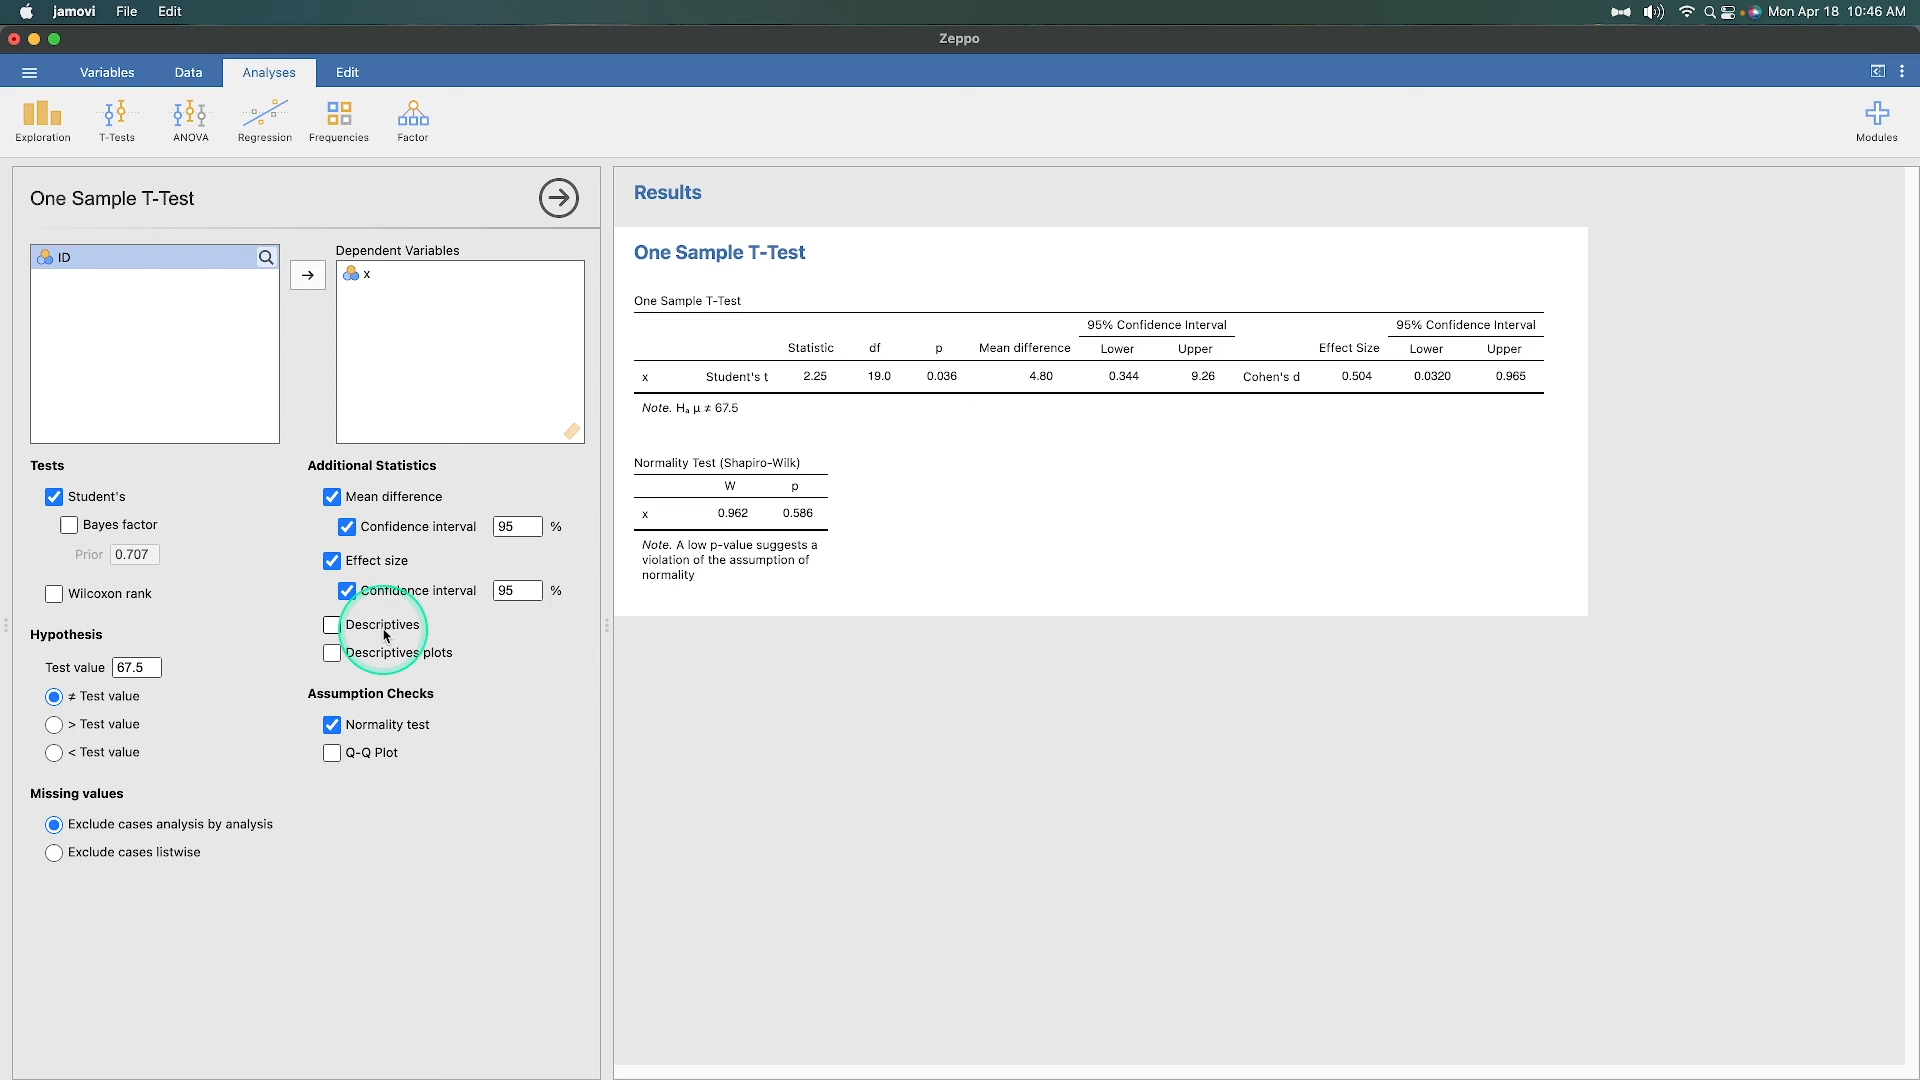 jamovi File Edit Mon Apr 18 10:46 AM
Zeppo
Variables Data Analyses Edit
Exploration T-Tests ANOVA Regression Frequencies Factor Modules
One Sample T-Test
ID
Dependent Variables
x
Tests
Student's
Bayes factor
Prior 0.707
Wilcoxon rank
Hypothesis
Test value 67.5
≠ Test value
> Test value
< Test value
Missing values
Exclude cases analysis by analysis
Exclude cases listwise
Additional Statistics
Mean difference
Confidence interval 95 %
Effect size
Confidence interval 95 %
Descriptives
Descriptives plots
Assumption Checks
Normality test
Q-Q Plot
Results
One Sample T-Test
One Sample T-Test
95% Confidence Interval 95% Confidence Interval
Statistic df p Mean difference Lower Upper Effect Size Lower Upper
x Student's t 2.25 19.0 0.036 4.80 0.344 9.26 Cohen's d 0.504 0.0320 0.965
Note. Hₐ μ ≠ 67.5
Normality Test (Shapiro-Wilk)
W p
x 0.962 0.586
Note. A low p-value suggests a
violation of the assumption of
normality